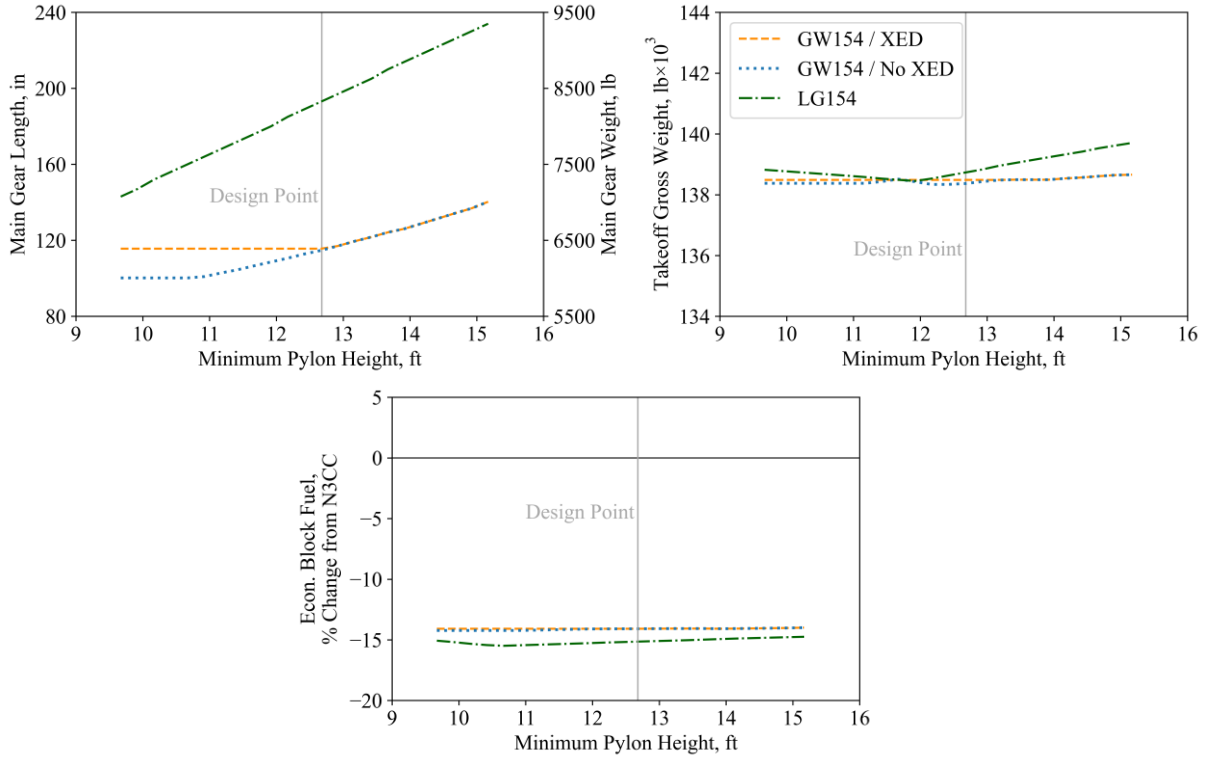 240
200
160
120
80
Main Gear Length, in
9500
8500
7500
6500
5500
Main Gear Weight, lb
Design Point
9 10 11 12 13 14 15 16
Minimum Pylon Height, ft
144
142
140
138
136
134
Takeoff Gross Weight, lb×10³
GW154 / XED
GW154 / No XED
LG154
Design Point
9 10 11 12 13 14 15 16
Minimum Pylon Height, ft
5
0
−5
−10
−15
−20
Econ. Block Fuel,
% Change from N3CC
Design Point
9 10 11 12 13 14 15 16
Minimum Pylon Height, ft